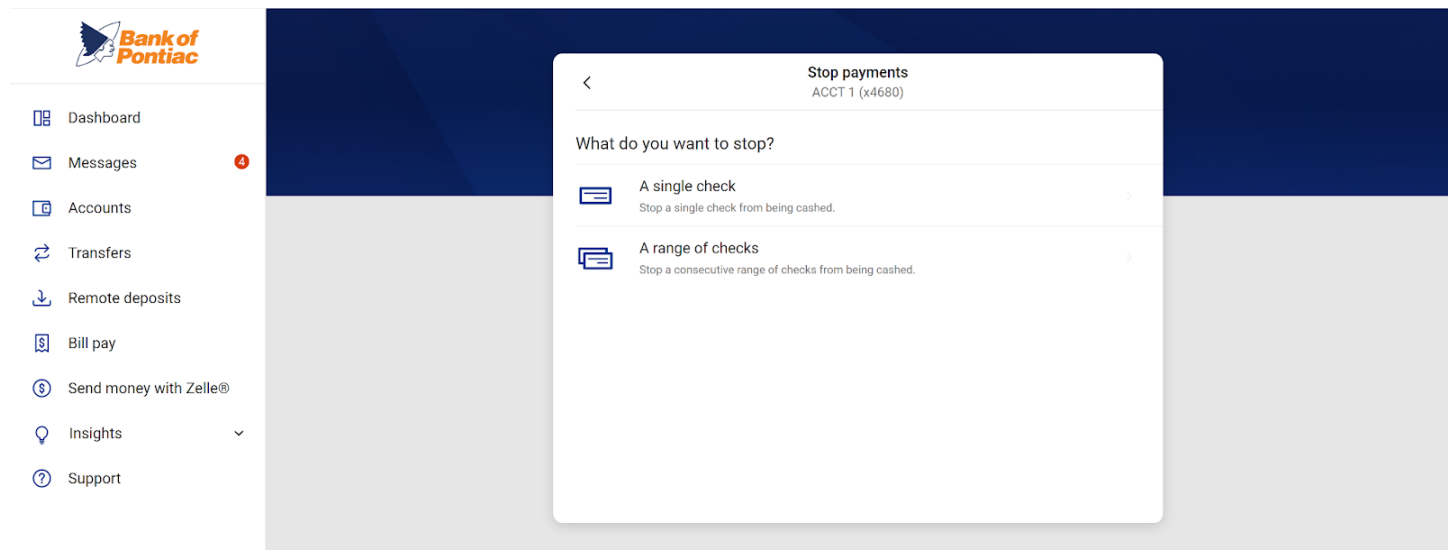 Bank of
Pontiac
Dashboard
Messages
4
Accounts
Transfers
Remote deposits
Bill pay
Send money with Zelle®
Insights
Support
Stop payments
ACCT 1 (x4680)
What do you want to stop?
A single check
Stop a single check from being cashed.
A range of checks
Stop a consecutive range of checks from being cashed.